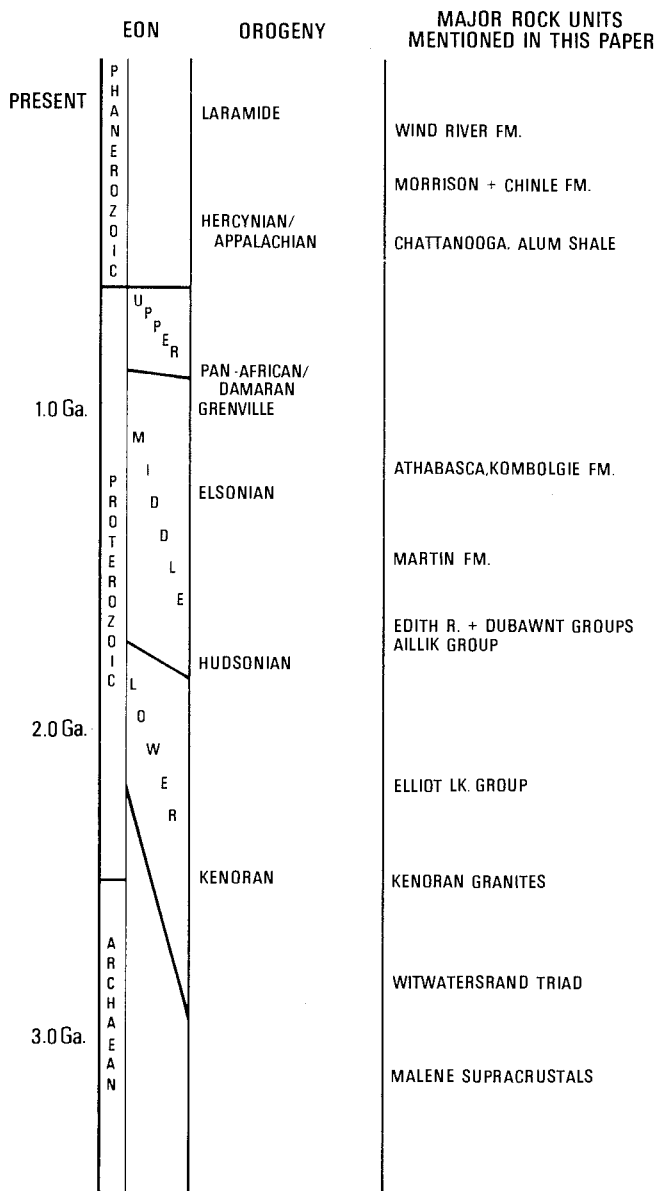 EON
OROGENY
MAJOR ROCK UNITS
MENTIONED IN THIS PAPER
PRESENT
PHANEROZOIC
LARAMIDE
WIND RIVER FM.
MORRISON + CHINLE FM.
HERCYNIAN/
APPALACHIAN
CHATTANOOGA. ALUM SHALE
UPPER
PAN-AFRICAN/
DAMARAN
1.0 Ga.
GRENVILLE
MIDDLE
PROTEROZOIC
ATHABASCA,KOMBOLGIE FM.
ELSONIAN
MARTIN FM.
EDITH R. + DUBAWNT GROUPS
AILLIK GROUP
HUDSONIAN
LOWER
2.0 Ga.
ELLIOT LK. GROUP
KENORAN
KENORAN GRANITES
ARCHAEAN
WITWATERSRAND TRIAD
3.0 Ga.
MALENE SUPRACRUSTALS